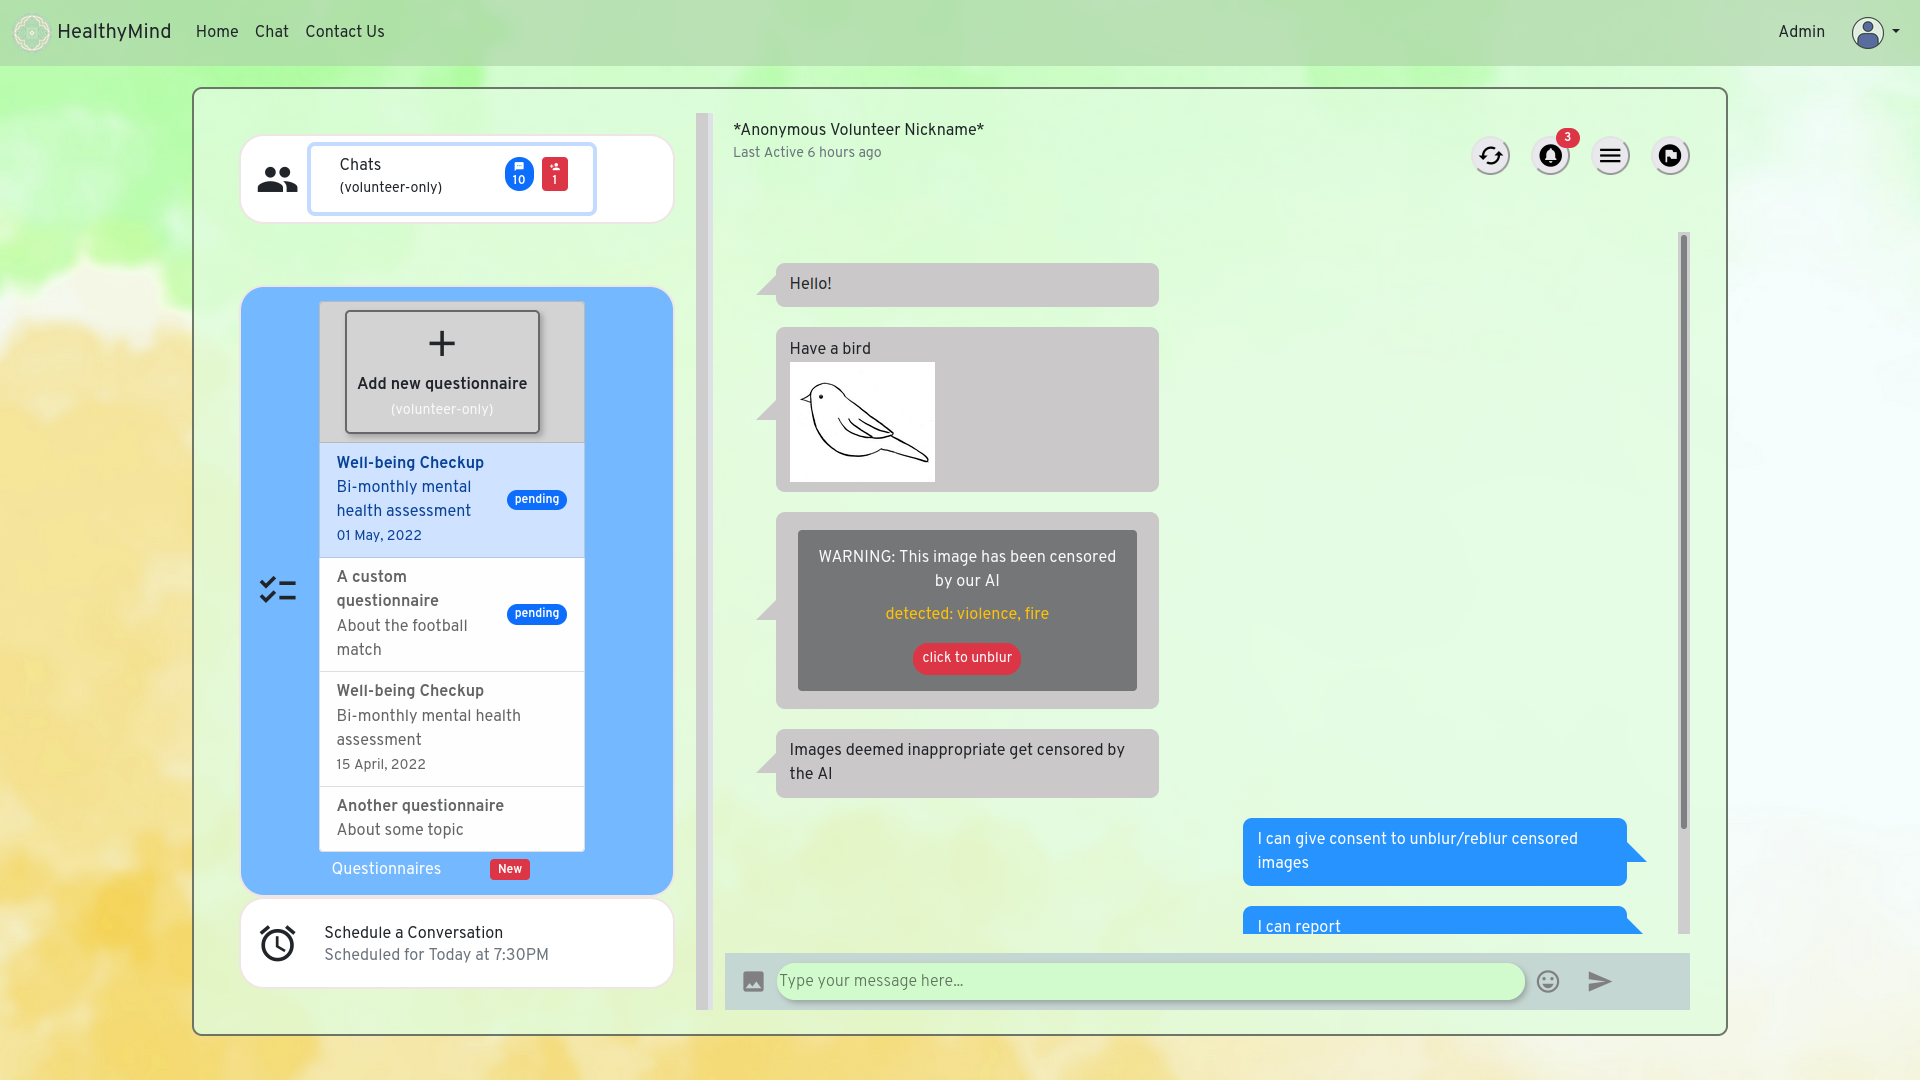 HealthyMind
Home
Chat
Contact Us
Admin
Chats
(volunteer-only)
10
1
Add new questionnaire
(volunteer-only)
Well-being Checkup
Bi-monthly mental
health assessment
01 May, 2022
pending
A custom
questionnaire
About the football
match
pending
Well-being Checkup
Bi-monthly mental health
assessment
15 April, 2022
Another questionnaire
About some topic
Questionnaires
New
Schedule a Conversation
Scheduled for Today at 7:30PM
*Anonymous Volunteer Nickname*
Last Active 6 hours ago
3
Hello!
Have a bird
WARNING: This image has been censored
by our AI
detected: violence, fire
click to unblur
Images deemed inappropriate get censored by
the AI
I can give consent to unblur/reblur censored
images
I can report
Type your message here...